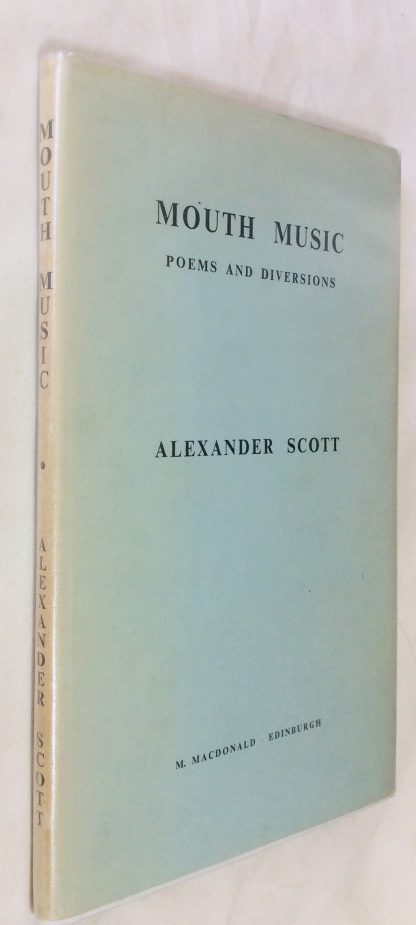 MOUTH MUSIC
POEMS AND DIVERSIONS
ALEXANDER SCOTT
M. MACDONALD · EDINBURGH
MOUTH MUSIC • ALEXANDER SCOTT